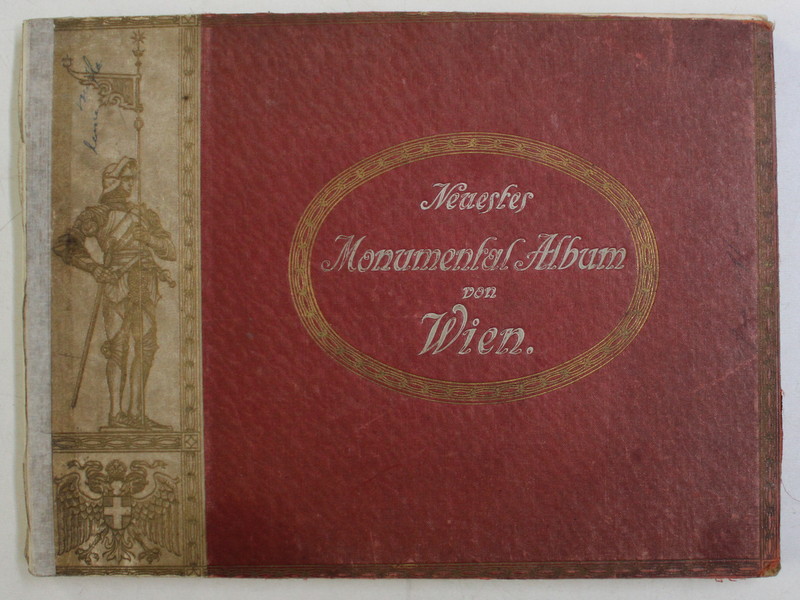 Neuestes
Monumental Album
von
Wien.